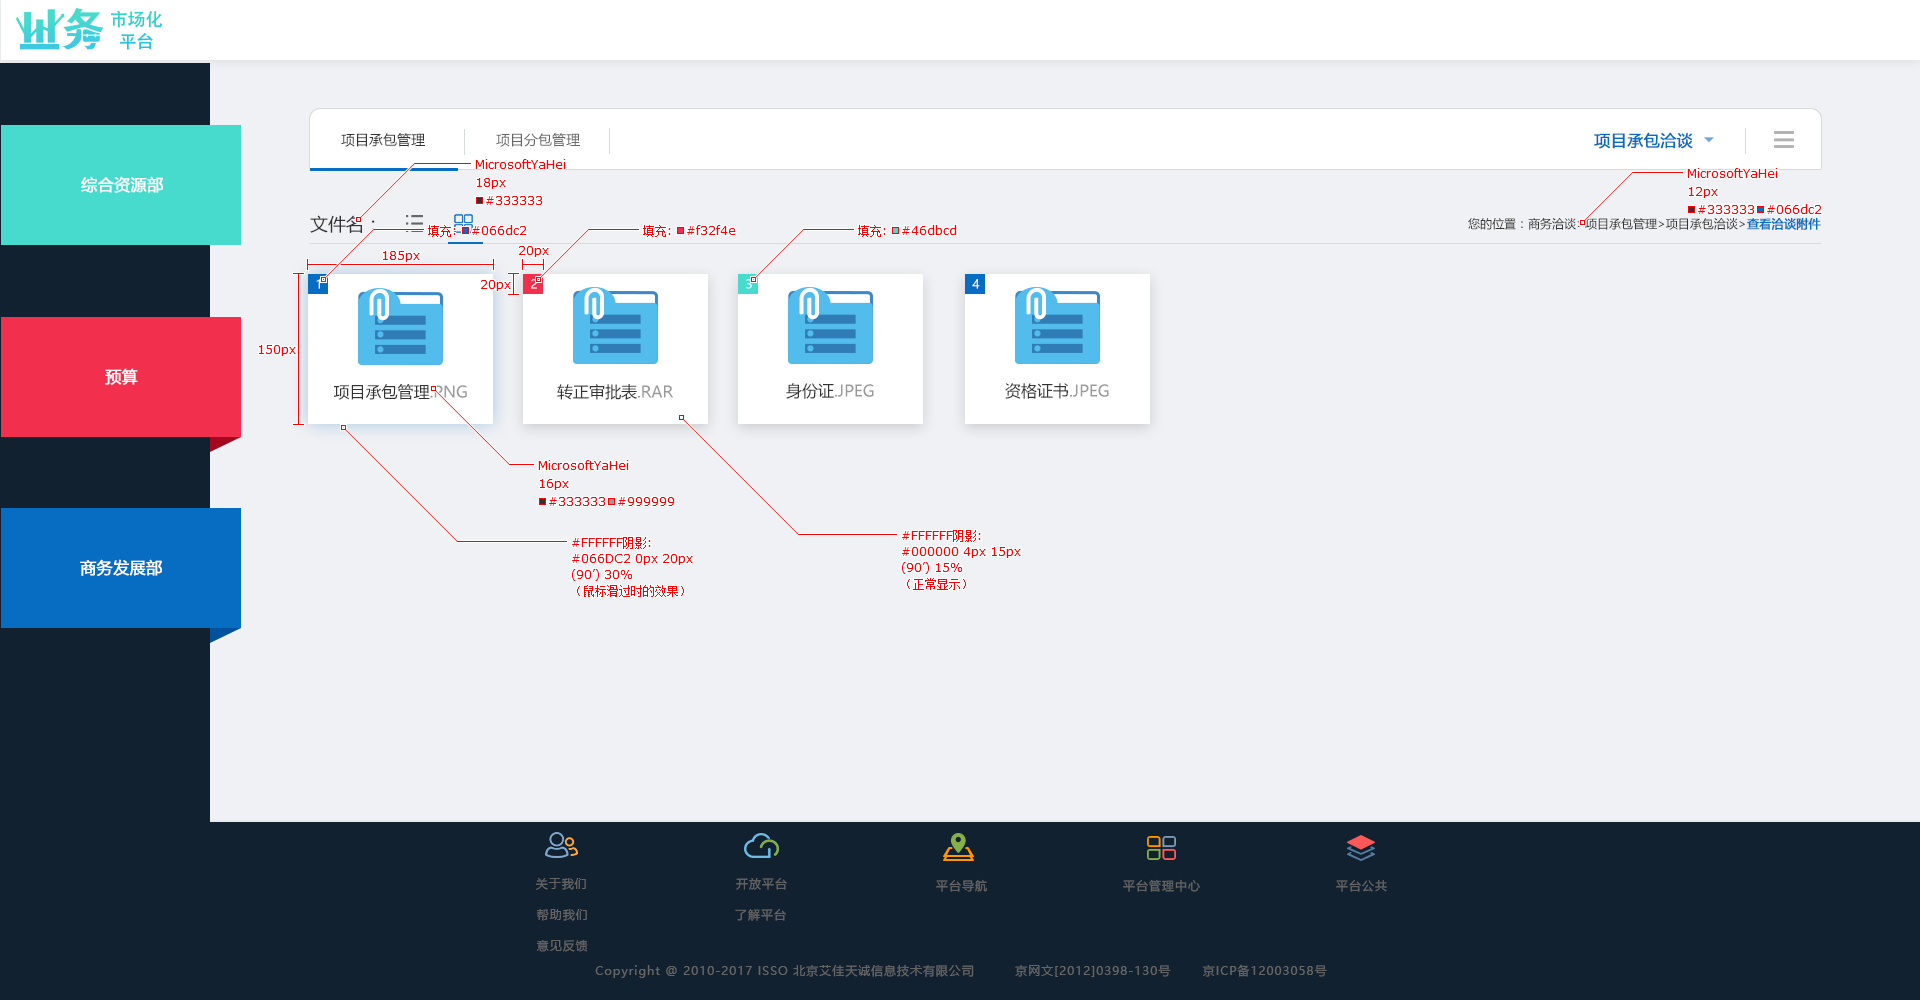 业务
市场化
平台
综合资源部
预算
商务发展部
项目承包管理
项目分包管理
项目承包洽谈
MicrosoftYaHei
18px
#333333
MicrosoftYaHei
12px
#333333 #066dc2
文件名：
您的位置：商务洽谈>项目承包管理>项目承包洽谈>查看洽谈附件
填充：#066dc2
填充：#f32f4e
填充：#46dbcd
185px
20px
20px
150px
1
2
3
4
项目承包管理.PNG
转正审批表.RAR
身份证.JPEG
资格证书.JPEG
MicrosoftYaHei
16px
#333333 #999999
#FFFFFF阴影：
#066DC2 0px 20px
(90′) 30%
（鼠标滑过时的效果）
#FFFFFF阴影：
#000000 4px 15px
(90′) 15%
（正常显示）
关于我们
帮助我们
意见反馈
开放平台
了解平台
平台导航
平台管理中心
平台公共
Copyright @ 2010-2017 ISSO 北京艾佳天诚信息技术有限公司 京网文[2012]0398-130号 京ICP备12003058号